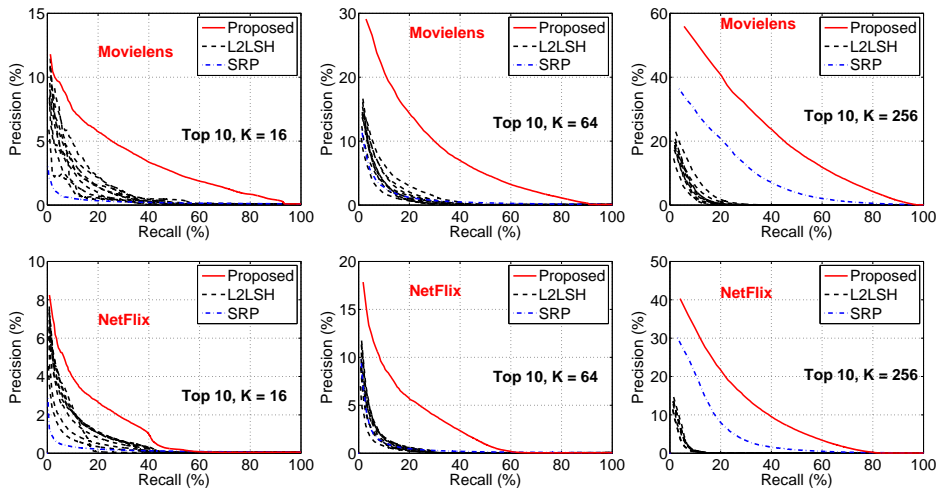 15
10
5
0
0 20 40 60 80 100
Precision (%)
Recall (%)
Movielens
Proposed
L2LSH
SRP
Top 10, K = 16
30
20
10
0
0 20 40 60 80 100
Precision (%)
Recall (%)
Movielens
Proposed
L2LSH
SRP
Top 10, K = 64
60
40
20
0
0 20 40 60 80 100
Precision (%)
Recall (%)
Movielens
Proposed
L2LSH
SRP
Top 10, K = 256
10
8
6
4
2
0
0 20 40 60 80 100
Precision (%)
Recall (%)
NetFlix
Proposed
L2LSH
SRP
Top 10, K = 16
20
15
10
5
0
0 20 40 60 80 100
Precision (%)
Recall (%)
NetFlix
Proposed
L2LSH
SRP
Top 10, K = 64
50
40
30
20
10
0
0 20 40 60 80 100
Precision (%)
Recall (%)
NetFlix
Proposed
L2LSH
SRP
Top 10, K = 256